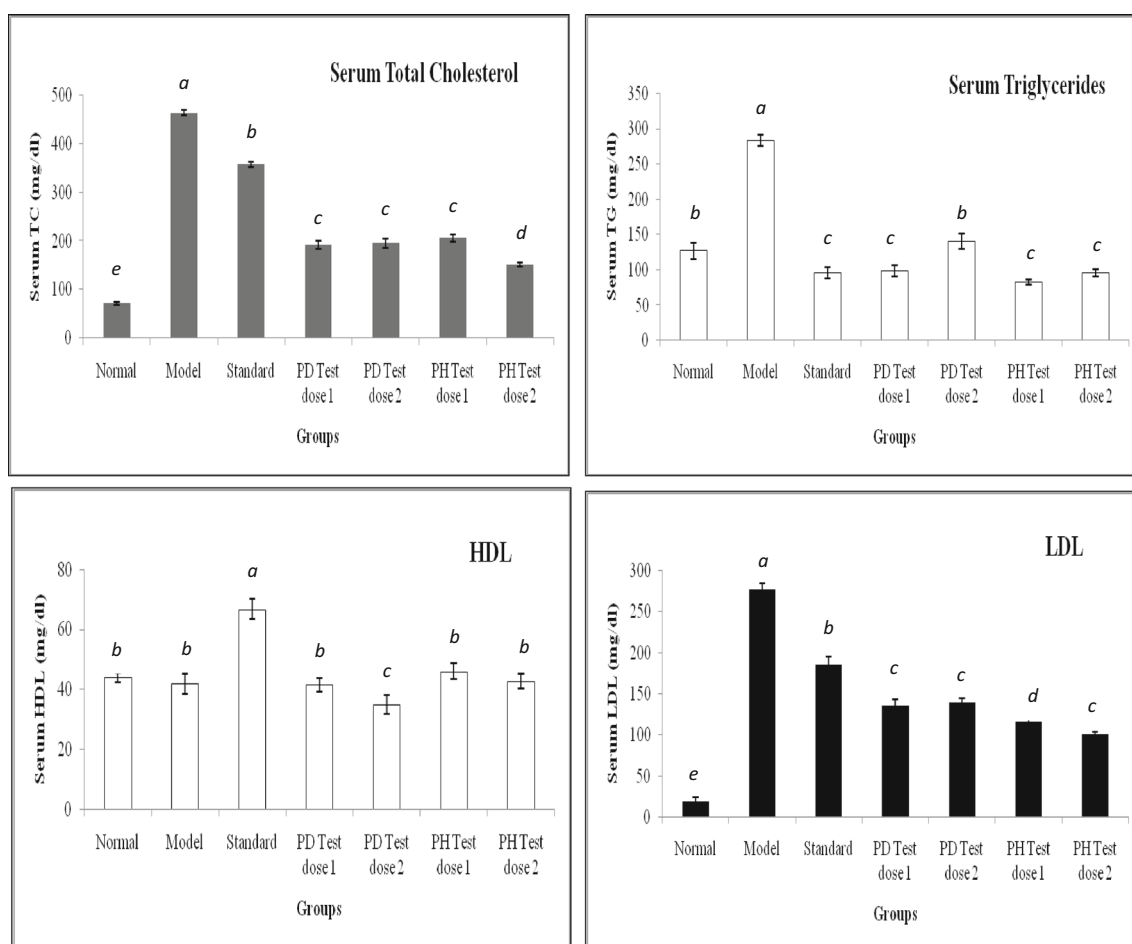 Serum Total Cholesterol
Serum TC (mg/dl)
500
400
300
200
100
0
a
b
c
c
c
d
e
Normal Model Standard PD Test dose 1 PD Test dose 2 PH Test dose 1 PH Test dose 2
Groups
Serum Triglycerides
Serum TG (mg/dl)
350
300
250
200
150
100
50
0
b
a
c
c
b
c
c
Normal Model Standard PD Test dose 1 PD Test dose 2 PH Test dose 1 PH Test dose 2
Groups
HDL
Serum HDL (mg/dl)
80
60
40
20
0
b
b
a
b
c
b
b
Normal Model Standard PD Test dose 1 PD Test dose 2 PH Test dose 1 PH Test dose 2
Groups
LDL
Serum LDL (mg/dl)
300
250
200
150
100
50
0
e
a
b
c
c
d
c
Normal Model Standard PD Test dose 1 PD Test dose 2 PH Test dose 1 PH Test dose 2
Groups